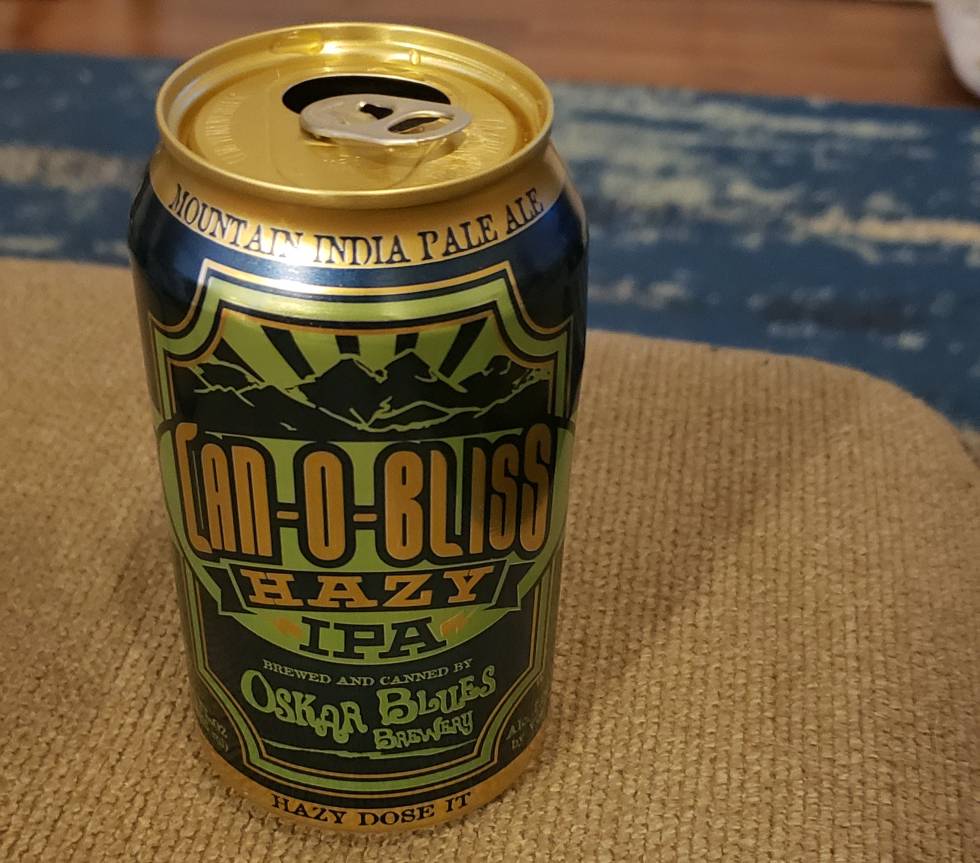 MOUNTAIN INDIA PALE ALE
CAN-O-BLISS
HAZY
IPA
BREWED AND CANNED BY
OSKAR BLUES
BREWERY
HAZY DOSE IT